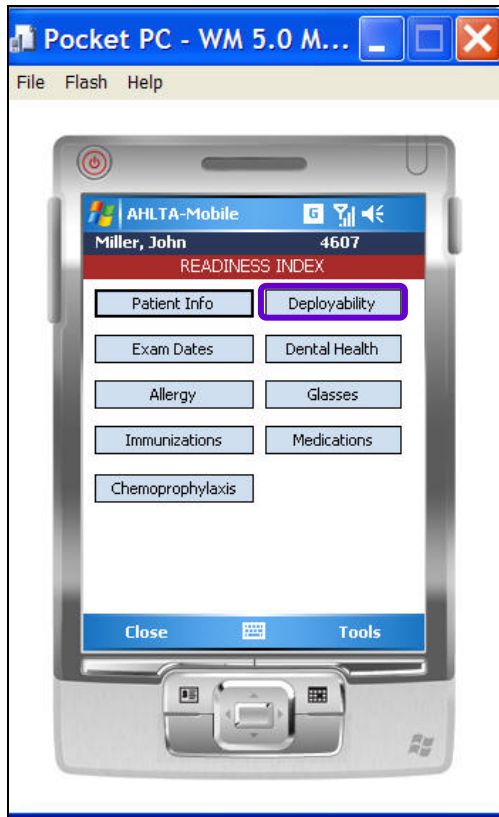 Pocket PC - WM 5.0 M...
File Flash Help
AHLTA-Mobile G
Miller, John 4607
READINESS INDEX
Patient Info Deployability
Exam Dates Dental Health
Allergy Glasses
Immunizations Medications
Chemoprophylaxis
Close Tools